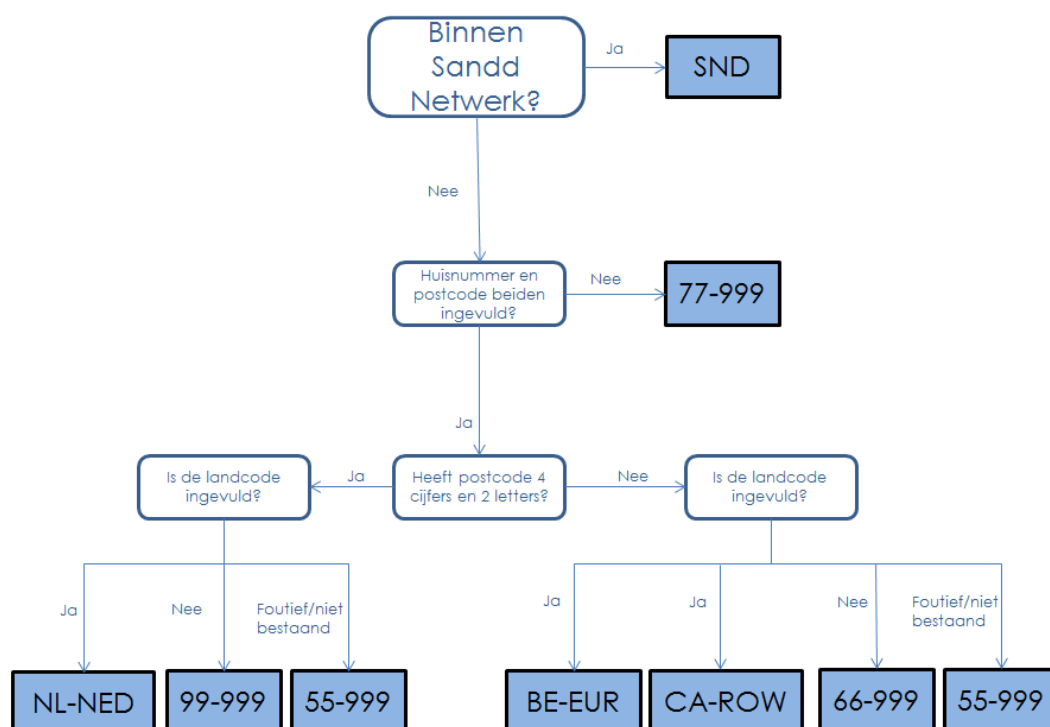 Binnen
Sandd
Netwerk?
Ja
SND
Nee
Huisnummer en
postcode beiden
ingevuld?
Nee
77-999
Ja
Is de landcode
ingevuld?
Ja
Heeft postcode 4
cijfers en 2 letters?
Nee
Is de landcode
ingevuld?
Ja
Nee
Foutief/niet
bestaand
Ja
Ja
Nee
Foutief/niet
bestaand
NL-NED
99-999
55-999
BE-EUR
CA-ROW
66-999
55-999